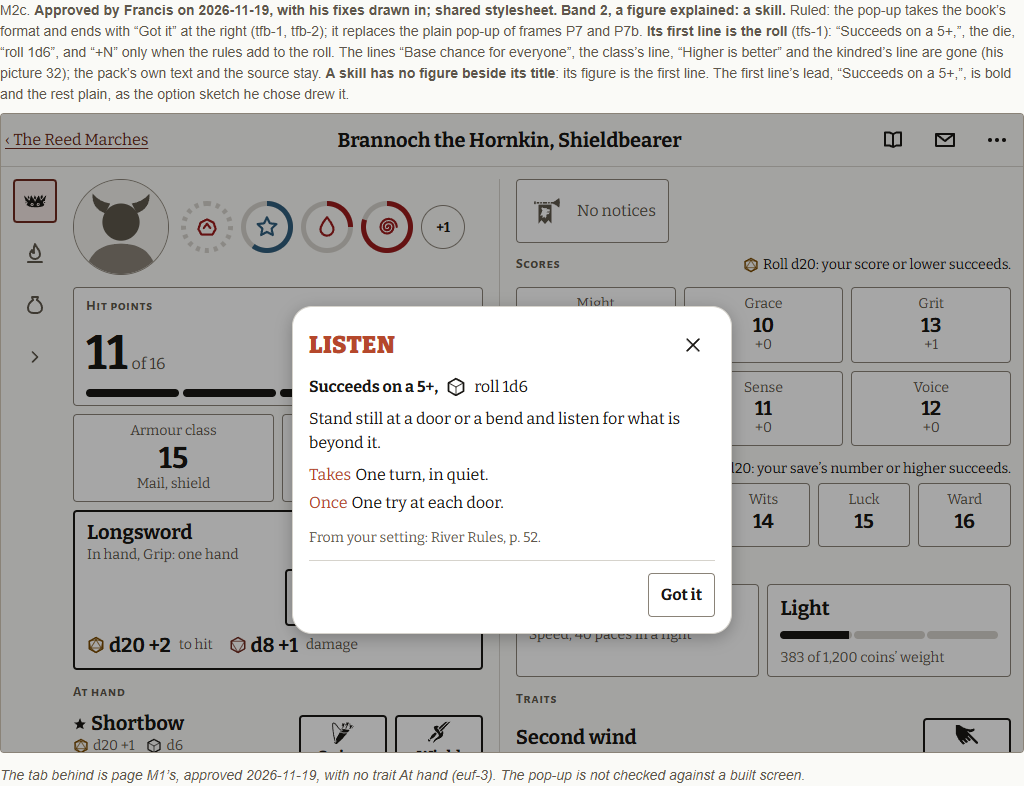 M2c. Approved by Francis on 2026-11-19, with his fixes drawn in; shared stylesheet. Band 2, a figure explained: a skill. Ruled: the pop-up takes the book’s
format and ends with “Got it” at the right (tfb-1, tfb-2); it replaces the plain pop-up of frames P7 and P7b. Its first line is the roll (tfs-1): “Succeeds on a 5+,”, the die,
“roll 1d6”, and “+N” only when the rules add to the roll. The lines “Base chance for everyone”, the class’s line, “Higher is better” and the kindred’s line are gone (his
picture 32); the pack’s own text and the source stay. A skill has no figure beside its title: its figure is the first line. The first line’s lead, “Succeeds on a 5+,”, is bold
and the rest plain, as the option sketch he chose drew it.
‹ The Reed Marches
Brannoch the Hornkin, Shieldbearer
+1
No notices
Scores
Roll d20: your score or lower succeeds.
Hit points
11 of 16
Might
Grace
10
+0
Grit
13
+1
Sense
11
+0
Voice
12
+0
Armour class
15
Mail, shield
d20: your save’s number or higher succeeds.
Wits
14
Luck
15
Ward
16
Longsword
In hand, Grip: one hand
d20 +2 to hit
d8 +1 damage
LISTEN
Succeeds on a 5+, roll 1d6
Stand still at a door or a bend and listen for what is
beyond it.
Takes One turn, in quiet.
Once One try at each door.
From your setting: River Rules, p. 52.
Got it
Speed, 40 paces in a fight
Light
383 of 1,200 coins’ weight
At hand
Shortbow
d20 +1 d6
Traits
Second wind
The tab behind is page M1’s, approved 2026-11-19, with no trait At hand (euf-3). The pop-up is not checked against a built screen.